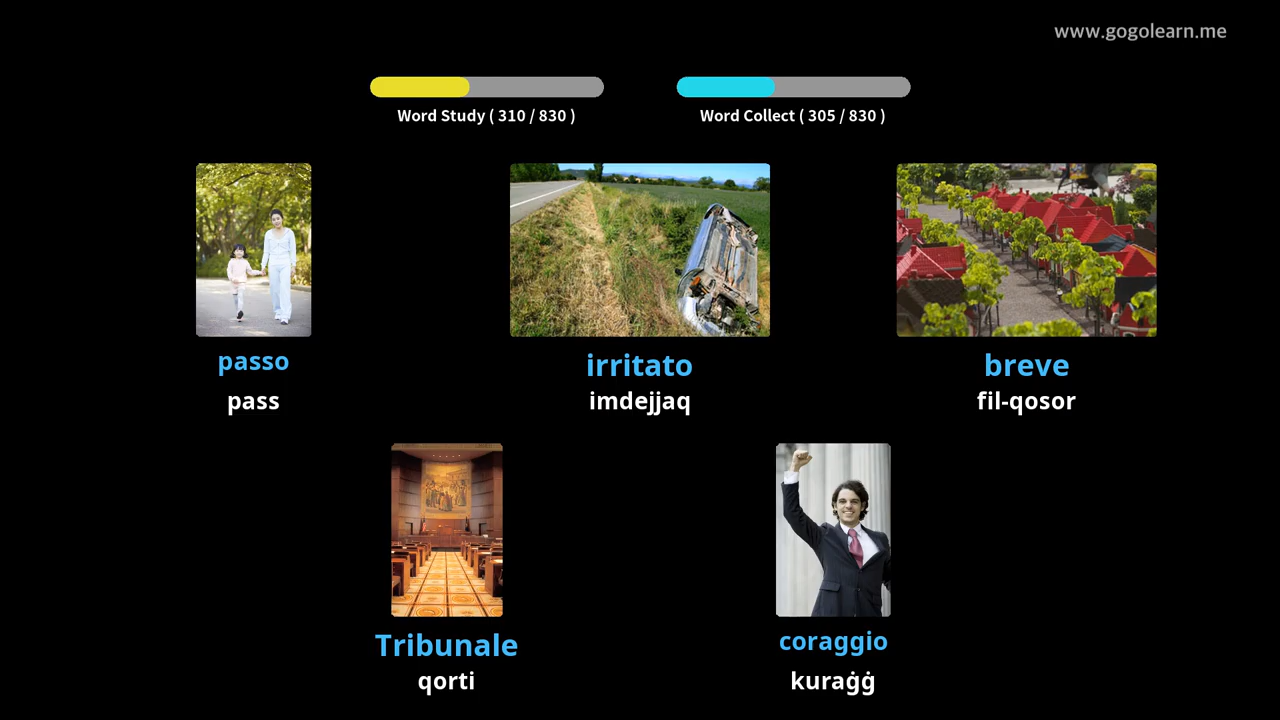 www.gogolearn.me
Word Study ( 310 / 830 )
Word Collect ( 305 / 830 )
passo
pass
irritato
imdejjaq
breve
fil-qosor
Tribunale
qorti
coraggio
kuraġġ